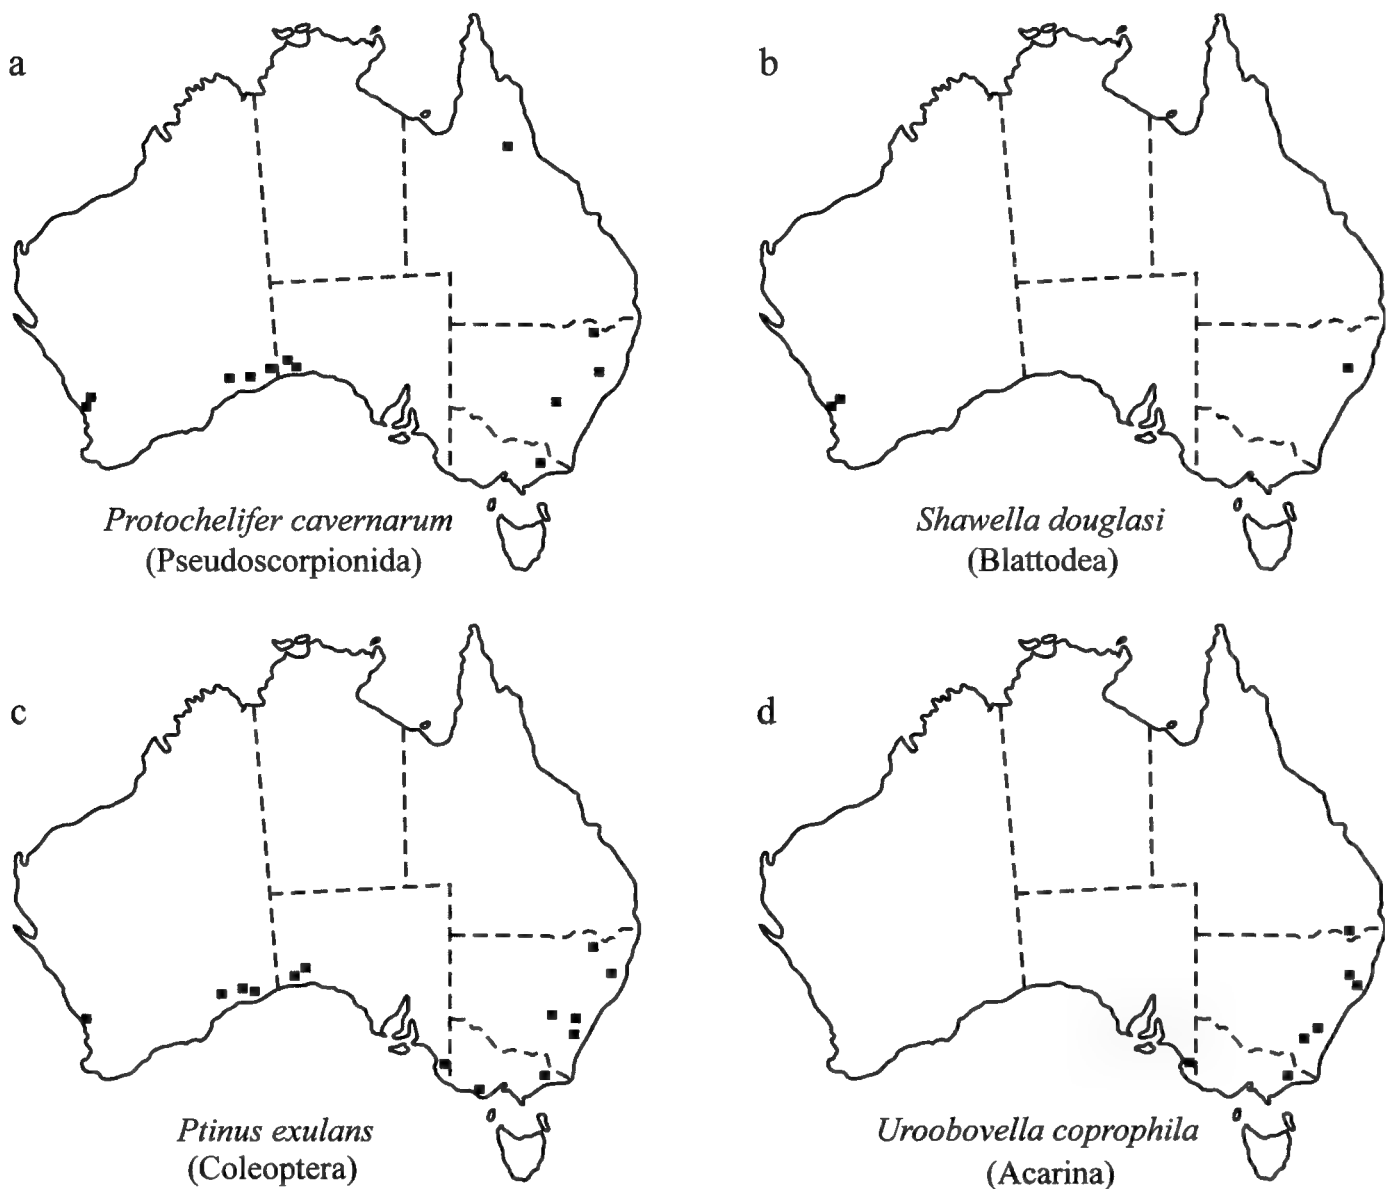 a
b
Protochelifer cavernarum
(Pseudoscorpionida)
Shawella douglasi
(Blattodea)
c
d
Ptinus exulans
(Coleoptera)
Uroobovella coprophila
(Acarina)